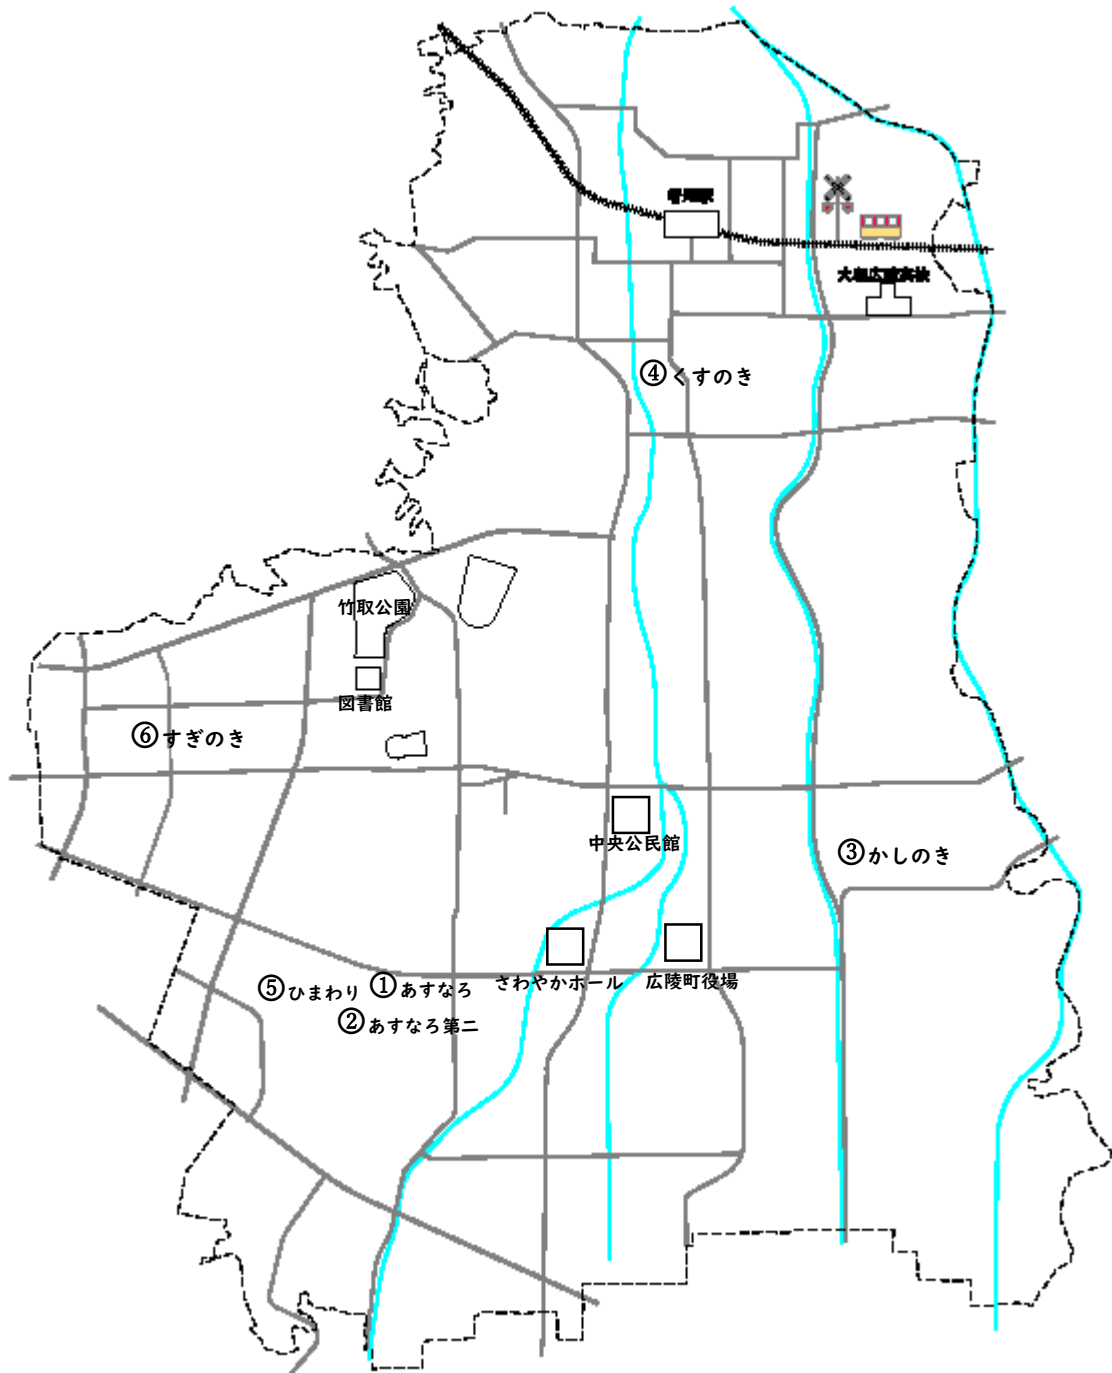 ④くすのき
竹取公園
図書館
⑥すぎのき
中央公民館
③かしのき
さわやかホール
広陵町役場
⑤ひまわり
①あすなろ
②あすなろ第二